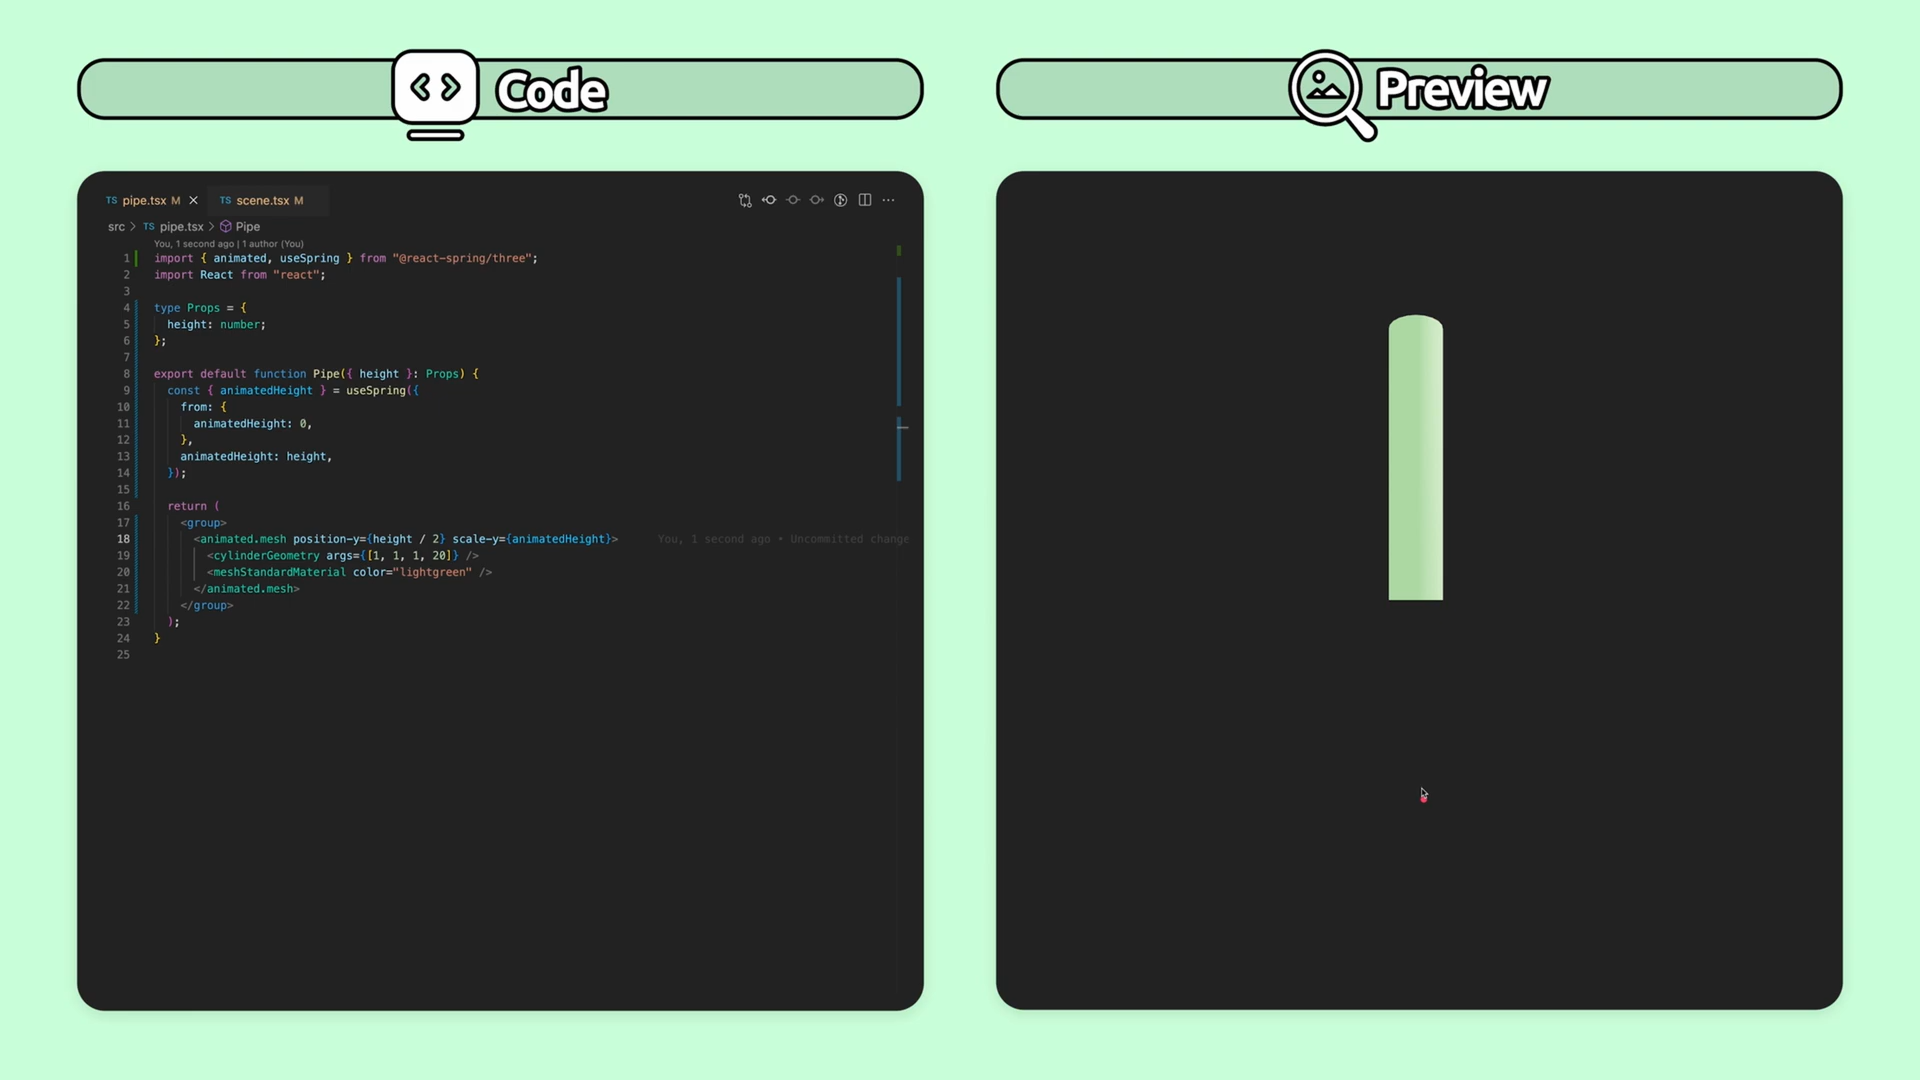 Code
Preview
TS pipe.tsx M
TS scene.tsx M
src > TS pipe.tsx > Pipe
You, 1 second ago | 1 author (You)
1 import { animated, useSpring } from "@react-spring/three";
2 import React from "react";
3
4 type Props = {
5 height: number;
6 };
7
8 export default function Pipe({ height }: Props) {
9 const { animatedHeight } = useSpring({
10 from: {
11 animatedHeight: 0,
12 },
13 animatedHeight: height,
14 });
15
16 return (
17 <group>
18 <animated.mesh position-y={height / 2} scale-y={animatedHeight}> You, 1 second ago • Uncommitted change
19 <cylinderGeometry args={[1, 1, 1, 20]} />
20 <meshStandardMaterial color="lightgreen" />
21 </animated.mesh>
22 </group>
23 );
24 }
25